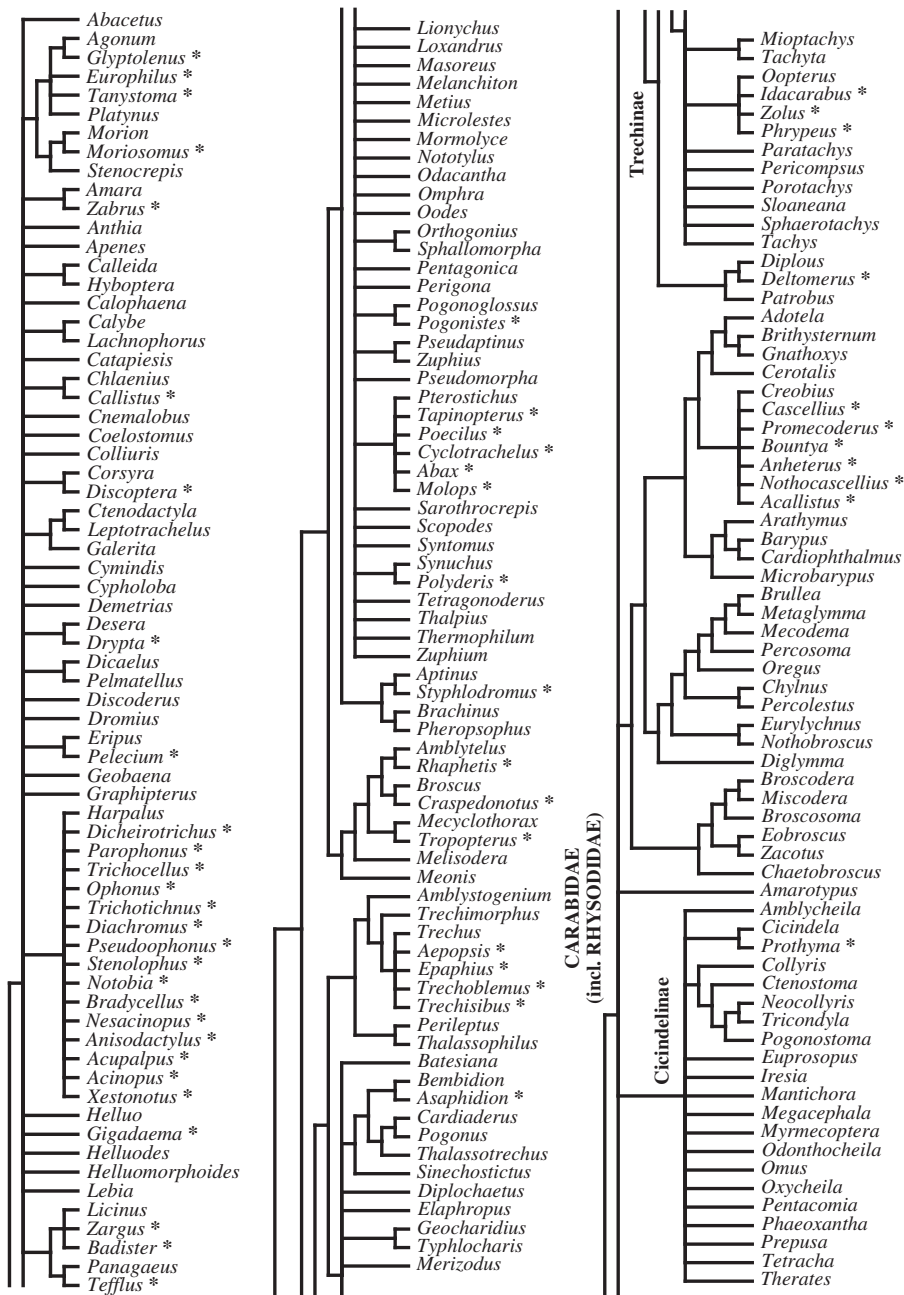 Abacetus
Agonum
Glyptolenus *
Europhilus *
Tanystoma *
Platynus
Morion
Moriosomus *
Stenocrepis
Amara
Zabrus *
Anthia
Apenes
Calleida
Hyboptera
Calophaena
Calybe
Lachnophorus
Catapiesis
Chlaenius
Callistus *
Cnemalobus
Coelostomus
Colliuris
Corsyra
Discoptera *
Ctenodactyla
Leptotrachelus
Galerita
Cymindis
Cypholoba
Demetrias
Desera
Drypta *
Dicaelus
Pelmatellus
Discoderus
Dromius
Eripus
Pelecium *
Geobaena
Graphipterus
Harpalus
Dicheirotrichus *
Parophonus *
Trichocellus *
Ophonus *
Trichotichnus *
Diachromus *
Pseudoophonus *
Stenolophus *
Notobia *
Bradycellus *
Nesacinopus *
Anisodactylus *
Acupalpus *
Acinopus *
Xestonotus *
Helluo
Gigadaema *
Helluodes
Helluomorphoides
Lebia
Licinus
Zargus *
Badister *
Panagaeus
Tefflus *
Lionychus
Loxandrus
Masoreus
Melanchiton
Metius
Microlestes
Mormolyce
Nototylus
Odacantha
Omphra
Oodes
Orthogonius
Sphallomorpha
Pentagonica
Perigona
Pogonoglossus
Pogonistes *
Pseudaptinus
Zuphius
Pseudomorpha
Pterostichus
Tapinopterus *
Poecilus *
Cyclotrachelus *
Abax *
Molops *
Sarothrocrepis
Scopodes
Syntomus
Synuchus
Polyderis *
Tetragonoderus
Thalpius
Thermophilum
Zuphium
Aptinus
Styphlodromus *
Brachinus
Pheropsophus
Amblytelus
Rhaphetis *
Broscus
Craspedonotus *
Mecyclothorax
Tropopterus *
Melisodera
Meonis
Amblystogenium
Trechimorphus
Trechus
Aepopsis *
Epaphius *
Trechoblemus *
Trechisibus *
Perileptus
Thalassophilus
Batesiana
Bembidion
Asaphidion *
Cardiaderus
Pogonus
Thalassotrechus
Sinechostictus
Diplochaetus
Elaphropus
Geocharidius
Typhlocharis
Merizodus
Trechinae
Mioptachys
Tachyta
Oopterus
Idacarabus *
Zolus *
Phrypeus *
Paratachys
Pericompsus
Porotachys
Sloaneana
Sphaerotachys
Tachys
Diplous
Deltomerus *
Patrobus
Adotela
Brithysternum
Gnathoxys
Cerotalis
Creobius
Cascellius *
Promecoderus *
Bountya *
Anheterus *
Nothocascellius *
Acallistus *
Arathymus
Barypus
Cardiophthalmus
Microbarypus
Brullea
Metaglymma
Mecodema
Percosoma
Oregus
Chylnus
Percolestus
Eurylychnus
Nothobroscus
Diglymma
Broscodera
Miscodera
Broscosoma
Eobroscus
Zacotus
Chaetobroscus
CARABIDAE
(incl. RHYSODIDAE)
Amarotypus
Cicindelinae
Amblycheila
Cicindela
Prothyma *
Collyris
Ctenostoma
Neocollyris
Tricondyla
Pogonostoma
Euprosopus
Iresia
Mantichora
Megacephala
Myrmecoptera
Odonthocheila
Omus
Oxycheila
Pentacomia
Phaeoxantha
Prepusa
Tetracha
Therates